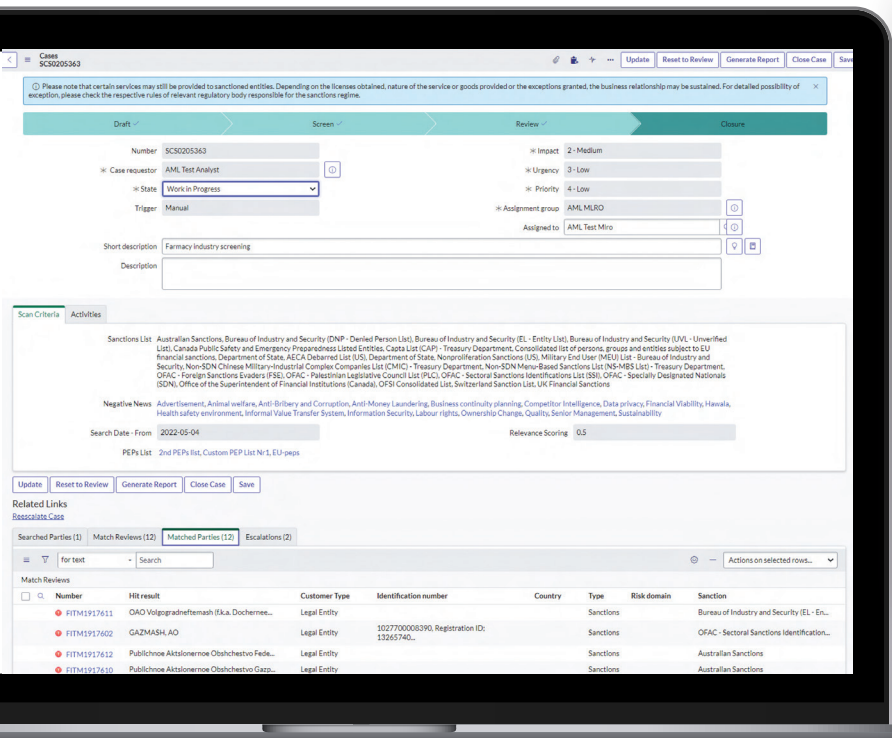 Cases
SCS0205363
Update
Reset to Review
Generate Report
Close Case
Save
Please note that certain services may still be provided to sanctioned entities. Depending on the licenses obtained, nature of the service or goods provided or the exceptions granted, the business relationship may be sustained. For detailed possibility of
exception, please check the respective rules of relevant regulatory body responsible for the sanctions regime.
Draft
Screen
Review
Closure
Number SCS0205363
Case requestor AML Test Analyst
State Work in Progress
Trigger Manual
Impact 2 - Medium
Urgency 3 - Low
Priority 4 - Low
Assignment group AML MLRO
Assigned to AML Test Mlro
Short description Farmacy industry screening
Description
Scan Criteria
Activities
Sanctions List Australian Sanctions, Bureau of Industry and Security (DNP - Denied Person List), Bureau of Industry and Security (EL - Entity List), Bureau of Industry and Security (UVL - Unverified
List), Canada Public Safety and Emergency Preparedness Listed Entities, Capta List (CAP) - Treasury Department, Consolidated list of persons, groups and entities subject to EU
financial sanctions, Department of State, AECA Debarred List (US), Department of State, Nonproliferation Sanctions (US), Military End User (MEU) List - Bureau of Industry and
Security, Non-SDN Chinese Military-Industrial Complex Companies List (CMIC) - Treasury Department, Non-SDN Menu-Based Sanctions List (NS-MBS List) - Treasury Department,
OFAC - Foreign Sanctions Evaders (FSE), OFAC - Palestinian Legislative Council List (PLC), OFAC - Sectoral Sanctions Identifications List (SSI), OFAC - Specially Designated Nationals
(SDN), Office of the Superintendent of Financial Institutions (Canada), OFSI Consolidated List, Switzerland Sanction List, UK Financial Sanctions
Negative News Advertisement, Animal welfare, Anti-Bribery and Corruption, Anti-Money Laundering, Business continuity planning, Competitor Intelligence, Data privacy, Financial Viability, Hawala,
Health safety environment, Informal Value Transfer System, Information Security, Labour rights, Ownership Change, Quality, Senior Management, Sustainability
Search Date - From 2022-05-04
Relevance Scoring 0.5
PEPs List 2nd PEPs list, Custom PEP List Nr1, EU-peps
Update
Reset to Review
Generate Report
Close Case
Save
Related Links
Reescalate Case
Searched Parties (1)
Match Reviews (12)
Matched Parties (12)
Escalations (2)
for text
Search
Actions on selected rows...
Match Reviews
Number Hit result Customer Type Identification number Country Type Risk domain Sanction
FITM1917611 OAO Volgogradneftemash (f.k.a. Dochernee... Legal Entity Sanctions Bureau of Industry and Security (EL - En...
FITM1917602 GAZMASH, AO Legal Entity 1027700008390, Registration ID; 13265740... Sanctions OFAC - Sectoral Sanctions Identification...
FITM1917612 Publichnoe Aktsionernoe Obshchestvo Fede... Legal Entity Sanctions Australian Sanctions
FITM1917610 Publichnoe Aktsionernoe Obshchestvo Gazp... Legal Entity Sanctions Australian Sanctions